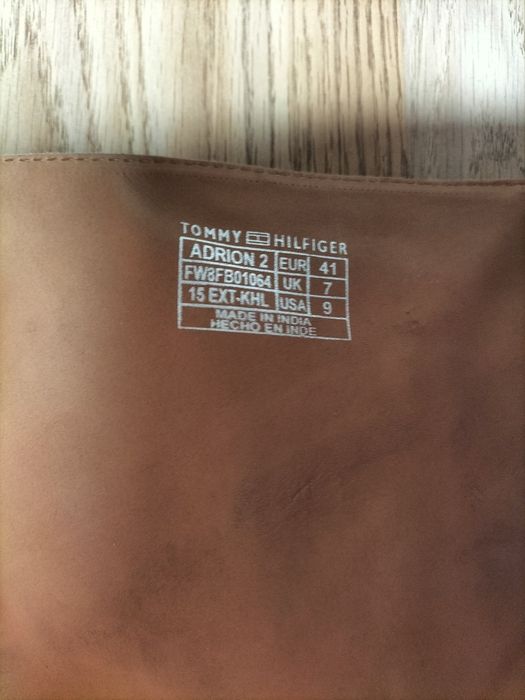 TOMMY HILFIGER
ADRION 2 EUR 41
FW8FB01064 UK 7
15 EXT-KHL USA 9
MADE IN INDIA
HECHO EN INDE